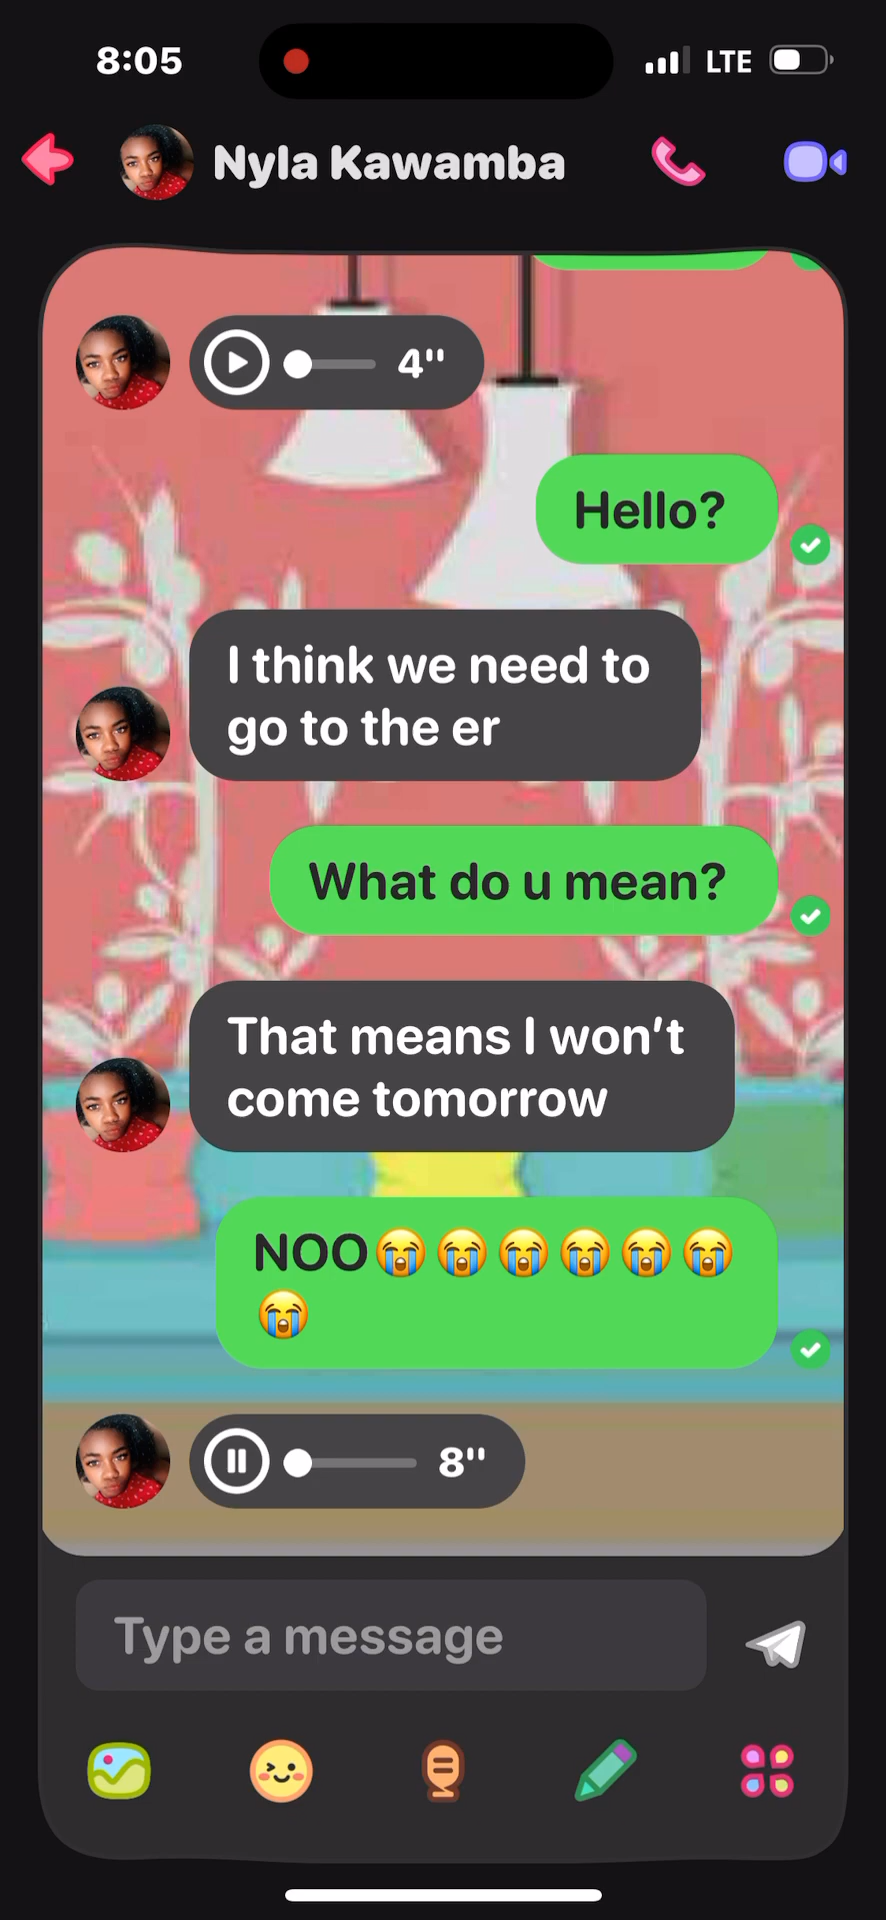 8:05
LTE
Nyla Kawamba
4"
Hello?
I think we need to
go to the er
What do u mean?
That means I won't
come tomorrow
NOO😭😭😭😭😭😭
😭
8"
Type a message